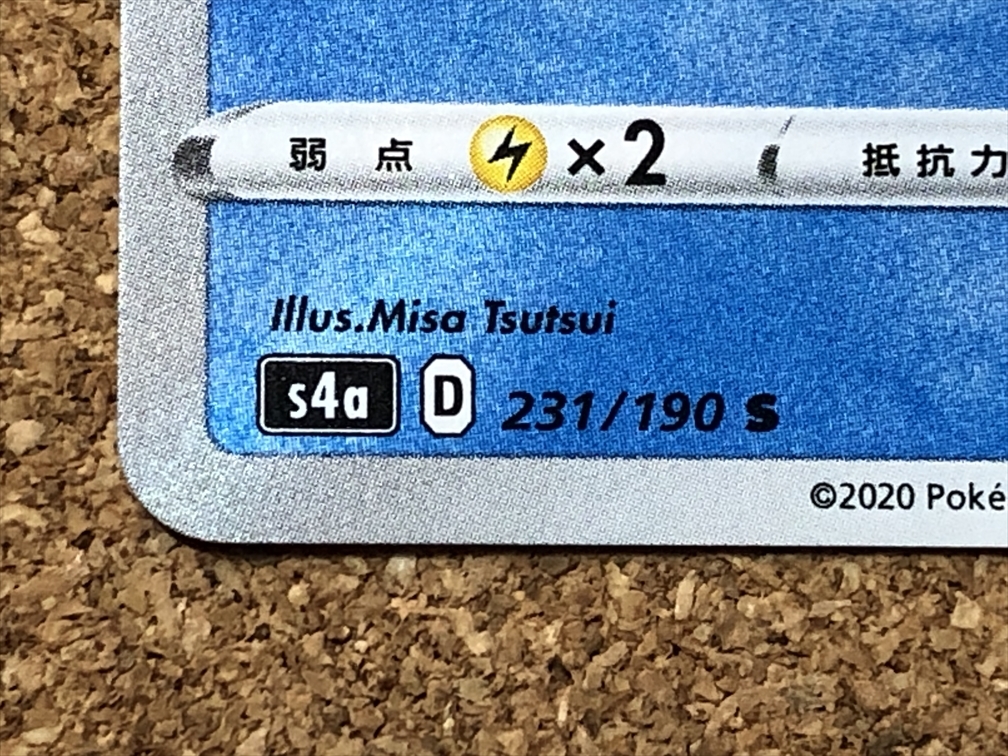 弱点 ×2 抵抗力
Illus.Misa Tsutsui
s4a D 231/190 S
©2020 Poké